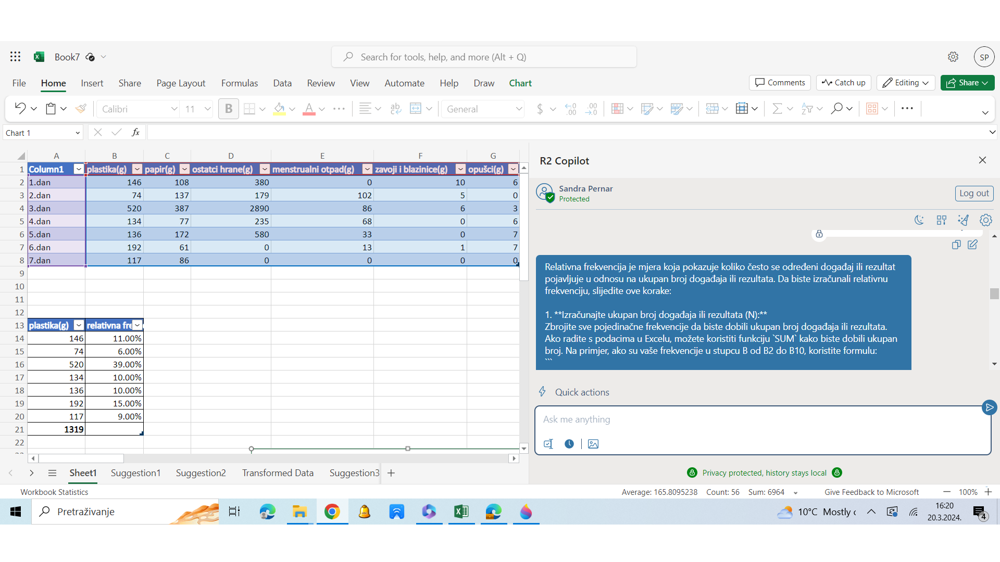 Book7
Search for tools, help, and more (Alt + Q)
SP
File Home Insert Share Page Layout Formulas Data Review View Automate Help Draw Chart
Comments Catch up Editing Share
Calibri 11 B General
Chart 1 fx
A B C D E F G
1 Column1 plastika(g) papir(g) ostatci hrane(g) menstrualni otpad(g) zavoji i blazinice(g) opušci(g)
2 1.dan 146 108 380 0 10 6
3 2.dan 74 137 179 102 5 0
4 3.dan 520 387 2890 86 6 3
5 4.dan 134 77 235 68 0 6
6 5.dan 136 172 580 33 0 7
7 6.dan 192 61 0 13 1 7
8 7.dan 117 86 0 0 0 0
9
10
11
12
13 plastika(g) relativna fre
14 146 11.00%
15 74 6.00%
16 520 39.00%
17 134 10.00%
18 136 10.00%
19 192 15.00%
20 117 9.00%
21 1319
22
Sheet1 Suggestion1 Suggestion2 Transformed Data Suggestion3
R2 Copilot
Sandra Pernar
Protected
Log out
Relativna frekvencija je mjera koja pokazuje koliko često se određeni događaj ili rezultat
pojavljuje u odnosu na ukupan broj događaja ili rezultata. Da biste izračunali relativnu
frekvenciju, slijedite ove korake:
1. **Izračunajte ukupan broj događaja ili rezultata (N):**
Zbrojite sve pojedinačne frekvencije da biste dobili ukupan broj događaja ili rezultata.
Ako radite s podacima u Excelu, možete koristiti funkciju `SUM` kako biste dobili ukupan
broj. Na primjer, ako su vaše frekvencije u stupcu B od B2 do B10, koristite formulu:
```
Quick actions
Ask me anything
Privacy protected, history stays local
Workbook Statistics
Average: 165.8095238 Count: 56 Sum: 6964 Give Feedback to Microsoft 100%
Pretraživanje
10°C Mostly
16:20
20.3.2024.
4